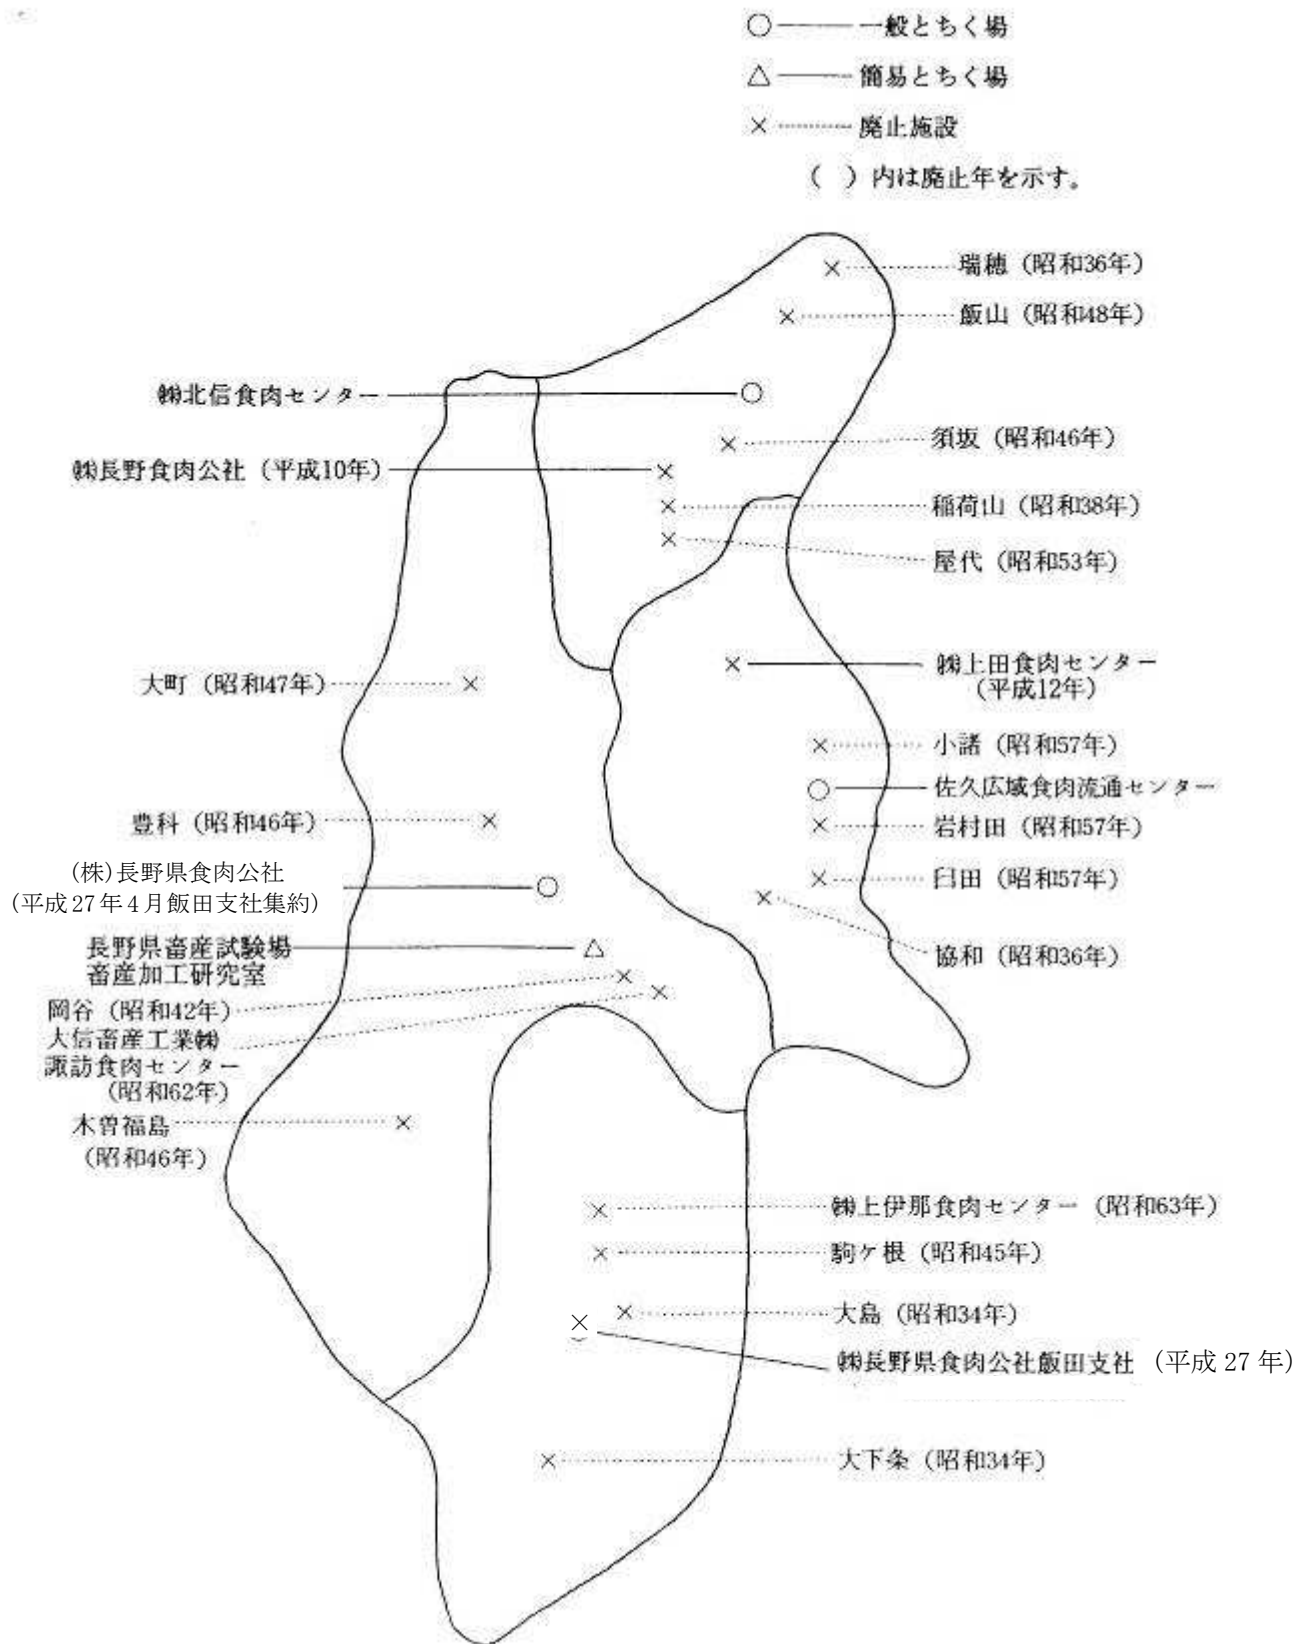 一般とちく場
簡易とちく場
廃止施設
( )内は廃止年を示す。
瑞穂(昭和36年)
飯山(昭和48年)
㈱北信食肉センター
須坂(昭和46年)
㈱長野食肉公社(平成10年)
稲荷山(昭和38年)
屋代(昭和53年)
㈱上田食肉センター
(平成12年)
大町(昭和47年)
小諸(昭和57年)
佐久広域食肉流通センター
豊科(昭和46年)
岩村田(昭和57年)
(株)長野県食肉公社
(平成27年4月飯田支社集約)
臼田(昭和57年)
長野県畜産試験場
畜産加工研究室
協和(昭和36年)
岡谷(昭和42年)
大信畜産工業㈱
諏訪食肉センター
(昭和62年)
木曽福島
(昭和46年)
㈱上伊那食肉センター(昭和63年)
駒ケ根(昭和45年)
大島(昭和34年)
㈱長野県食肉公社飯田支社(平成27年)
大下条(昭和34年)